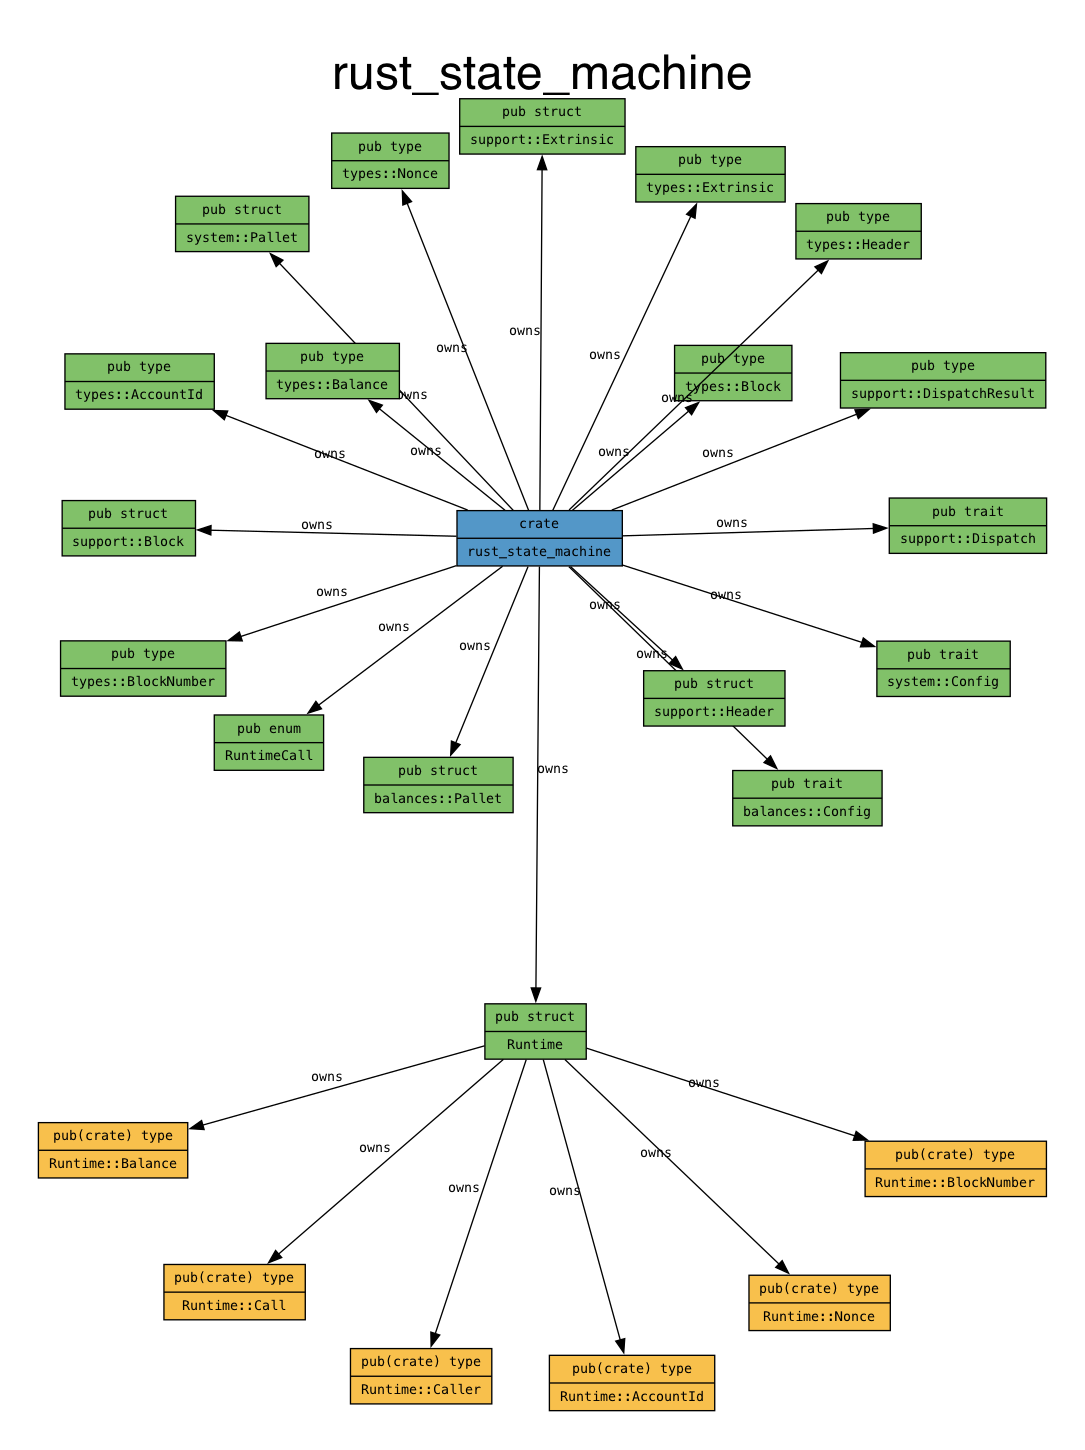 rust_state_machine
pub struct
support::Extrinsic
pub type
types::Nonce
pub type
types::Extrinsic
pub struct
system::Pallet
pub type
types::Header
owns
owns
owns
pub type
types::AccountId
pub type
types::Balance
pub type
types::Block
pub type
support::DispatchResult
owns
owns
owns
owns
owns
owns
pub struct
support::Block
owns
crate
rust_state_machine
owns
pub trait
support::Dispatch
owns
owns
owns
owns
owns
owns
pub type
types::BlockNumber
pub trait
system::Config
pub struct
support::Header
pub enum
RuntimeCall
pub struct
balances::Pallet
owns
pub trait
balances::Config
pub struct
Runtime
owns
owns
pub(crate) type
Runtime::Balance
owns
owns
pub(crate) type
Runtime::BlockNumber
owns
owns
pub(crate) type
Runtime::Call
pub(crate) type
Runtime::Nonce
pub(crate) type
Runtime::Caller
pub(crate) type
Runtime::AccountId